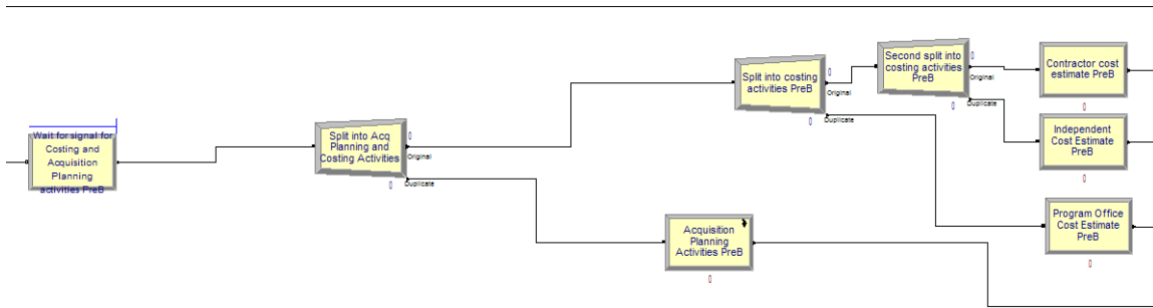 Wait for signal for
Costing and
Acquisition
Planning
activities PreB
Split into Acq
Planning and
Costing Activities
0
Original
0
Duplicate
Split into costing
activities PreB
0
Original
0
Duplicate
Second split into
costing activities
PreB
0
Original
0
Duplicate
Contractor cost
estimate PreB
0
Independent
Cost Estimate
PreB
0
Program Office
Cost Estimate
PreB
0
Acquisition
Planning
Activities PreB
0